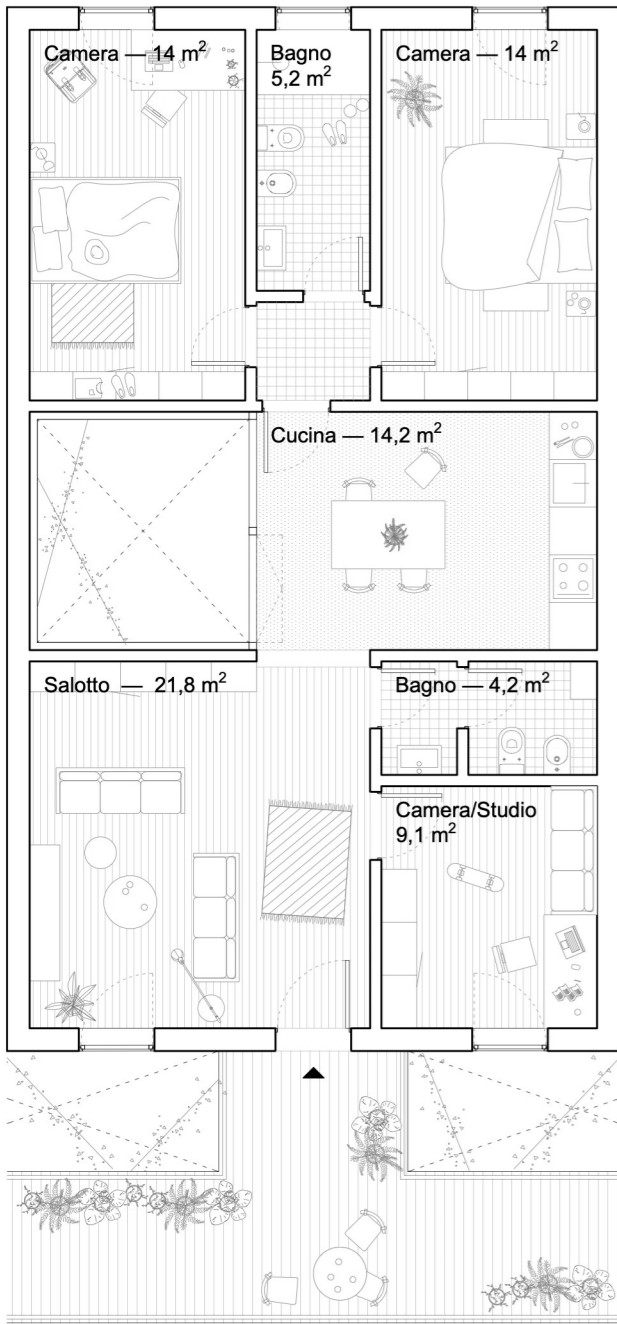 Camera — 14 m²
Bagno
5,2 m²
Camera — 14 m²
Cucina — 14,2 m²
Salotto — 21,8 m²
Bagno — 4,2 m²
Camera/Studio
9,1 m²